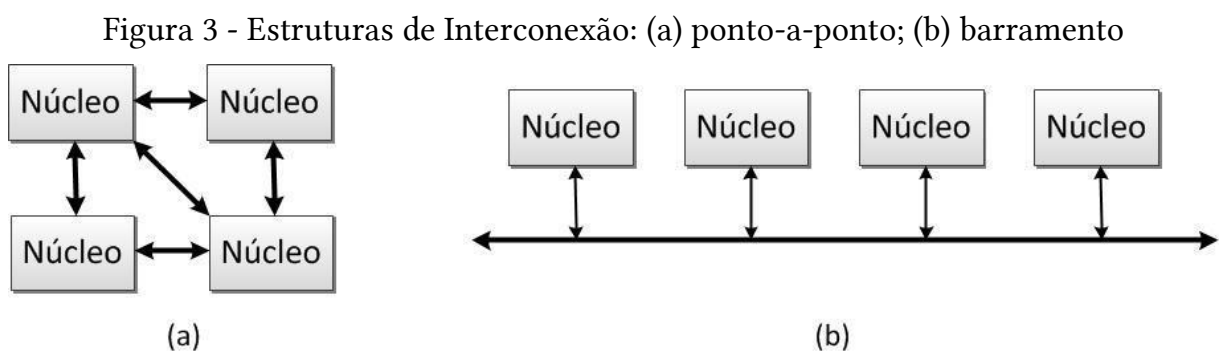 Figura 3 - Estruturas de Interconexão: (a) ponto-a-ponto; (b) barramento
Núcleo Núcleo
Núcleo Núcleo
(a)
Núcleo Núcleo Núcleo Núcleo
(b)